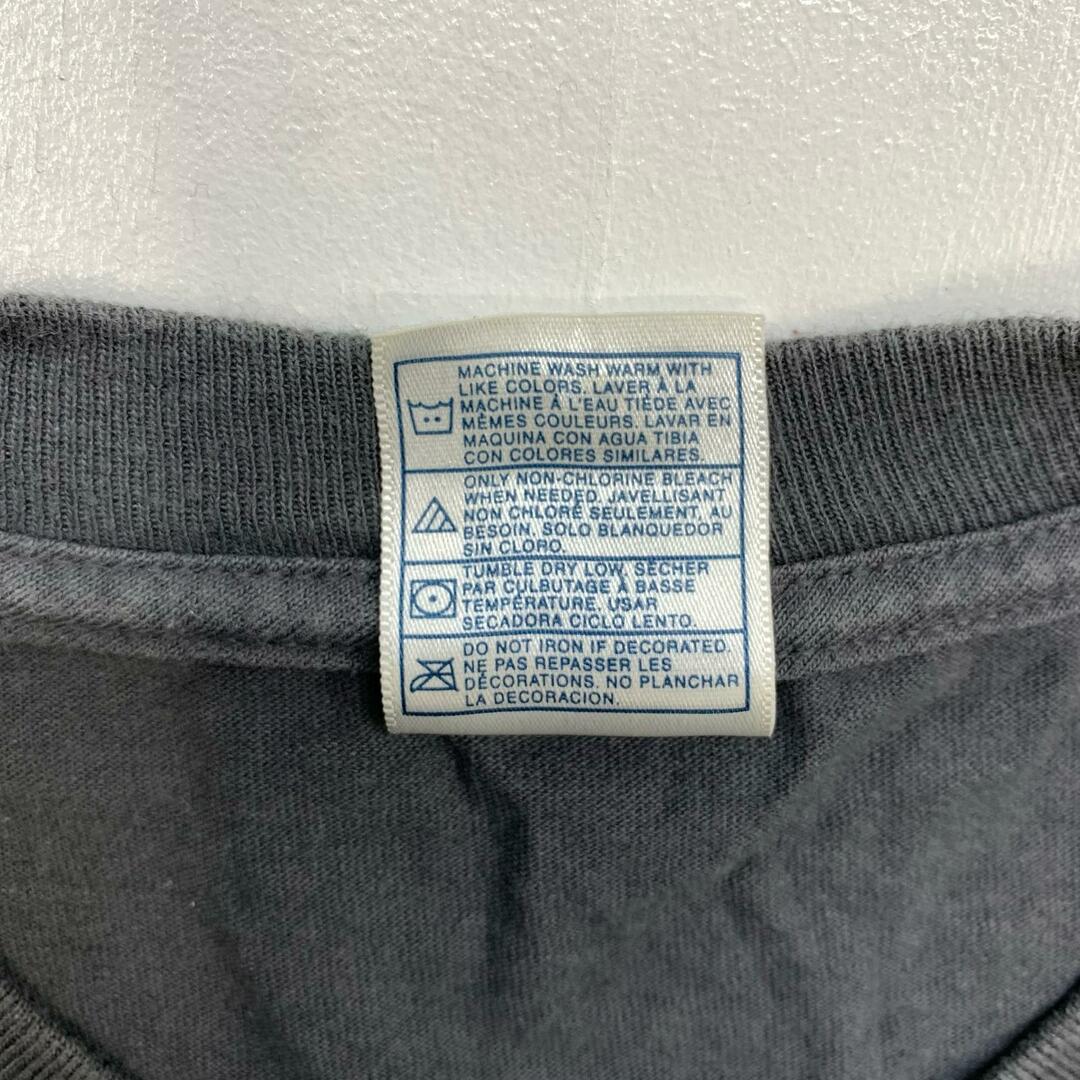 MACHINE WASH WARM WITH
LIKE COLORS. LAVER À LA
MACHINE À L'EAU TIÈDE AVEC
MÊMES COULEURS. LAVAR EN
MAQUINA CON AGUA TIBIA
CON COLORES SIMILARES.
ONLY NON-CHLORINE BLEACH
WHEN NEEDED. JAVELLISANT
NON CHLORÉ SEULEMENT, AU
BESOIN. SOLO BLANQUEDOR
SIN CLORO.
TUMBLE DRY LOW. SÉCHER
PAR CULBUTAGE À BASSE
TEMPÉRATURE. USAR
SECADORA CICLO LENTO.
DO NOT IRON IF DECORATED.
NE PAS REPASSER LES
DÉCORATIONS. NO PLANCHAR
LA DECORACION.